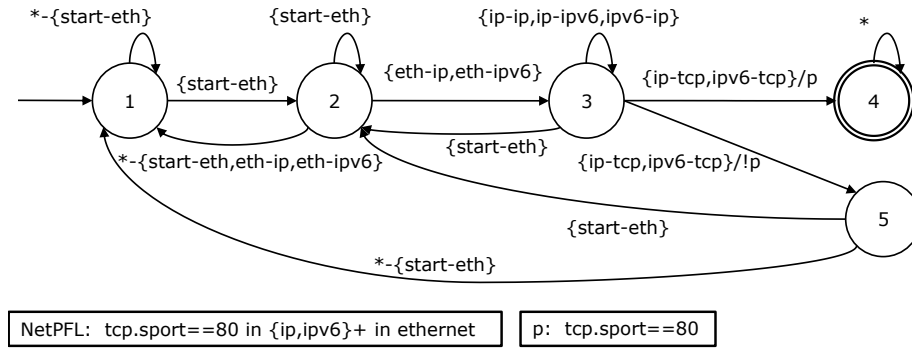 *-{start-eth}
{start-eth}
{ip-ip,ip-ipv6,ipv6-ip}
*
{start-eth}
{eth-ip,eth-ipv6}
{ip-tcp,ipv6-tcp}/p
1
2
3
4
{start-eth}
*-{start-eth,eth-ip,eth-ipv6}
{ip-tcp,ipv6-tcp}/!p
5
{start-eth}
*-{start-eth}
NetPFL: tcp.sport==80 in {ip,ipv6}+ in ethernet
p: tcp.sport==80